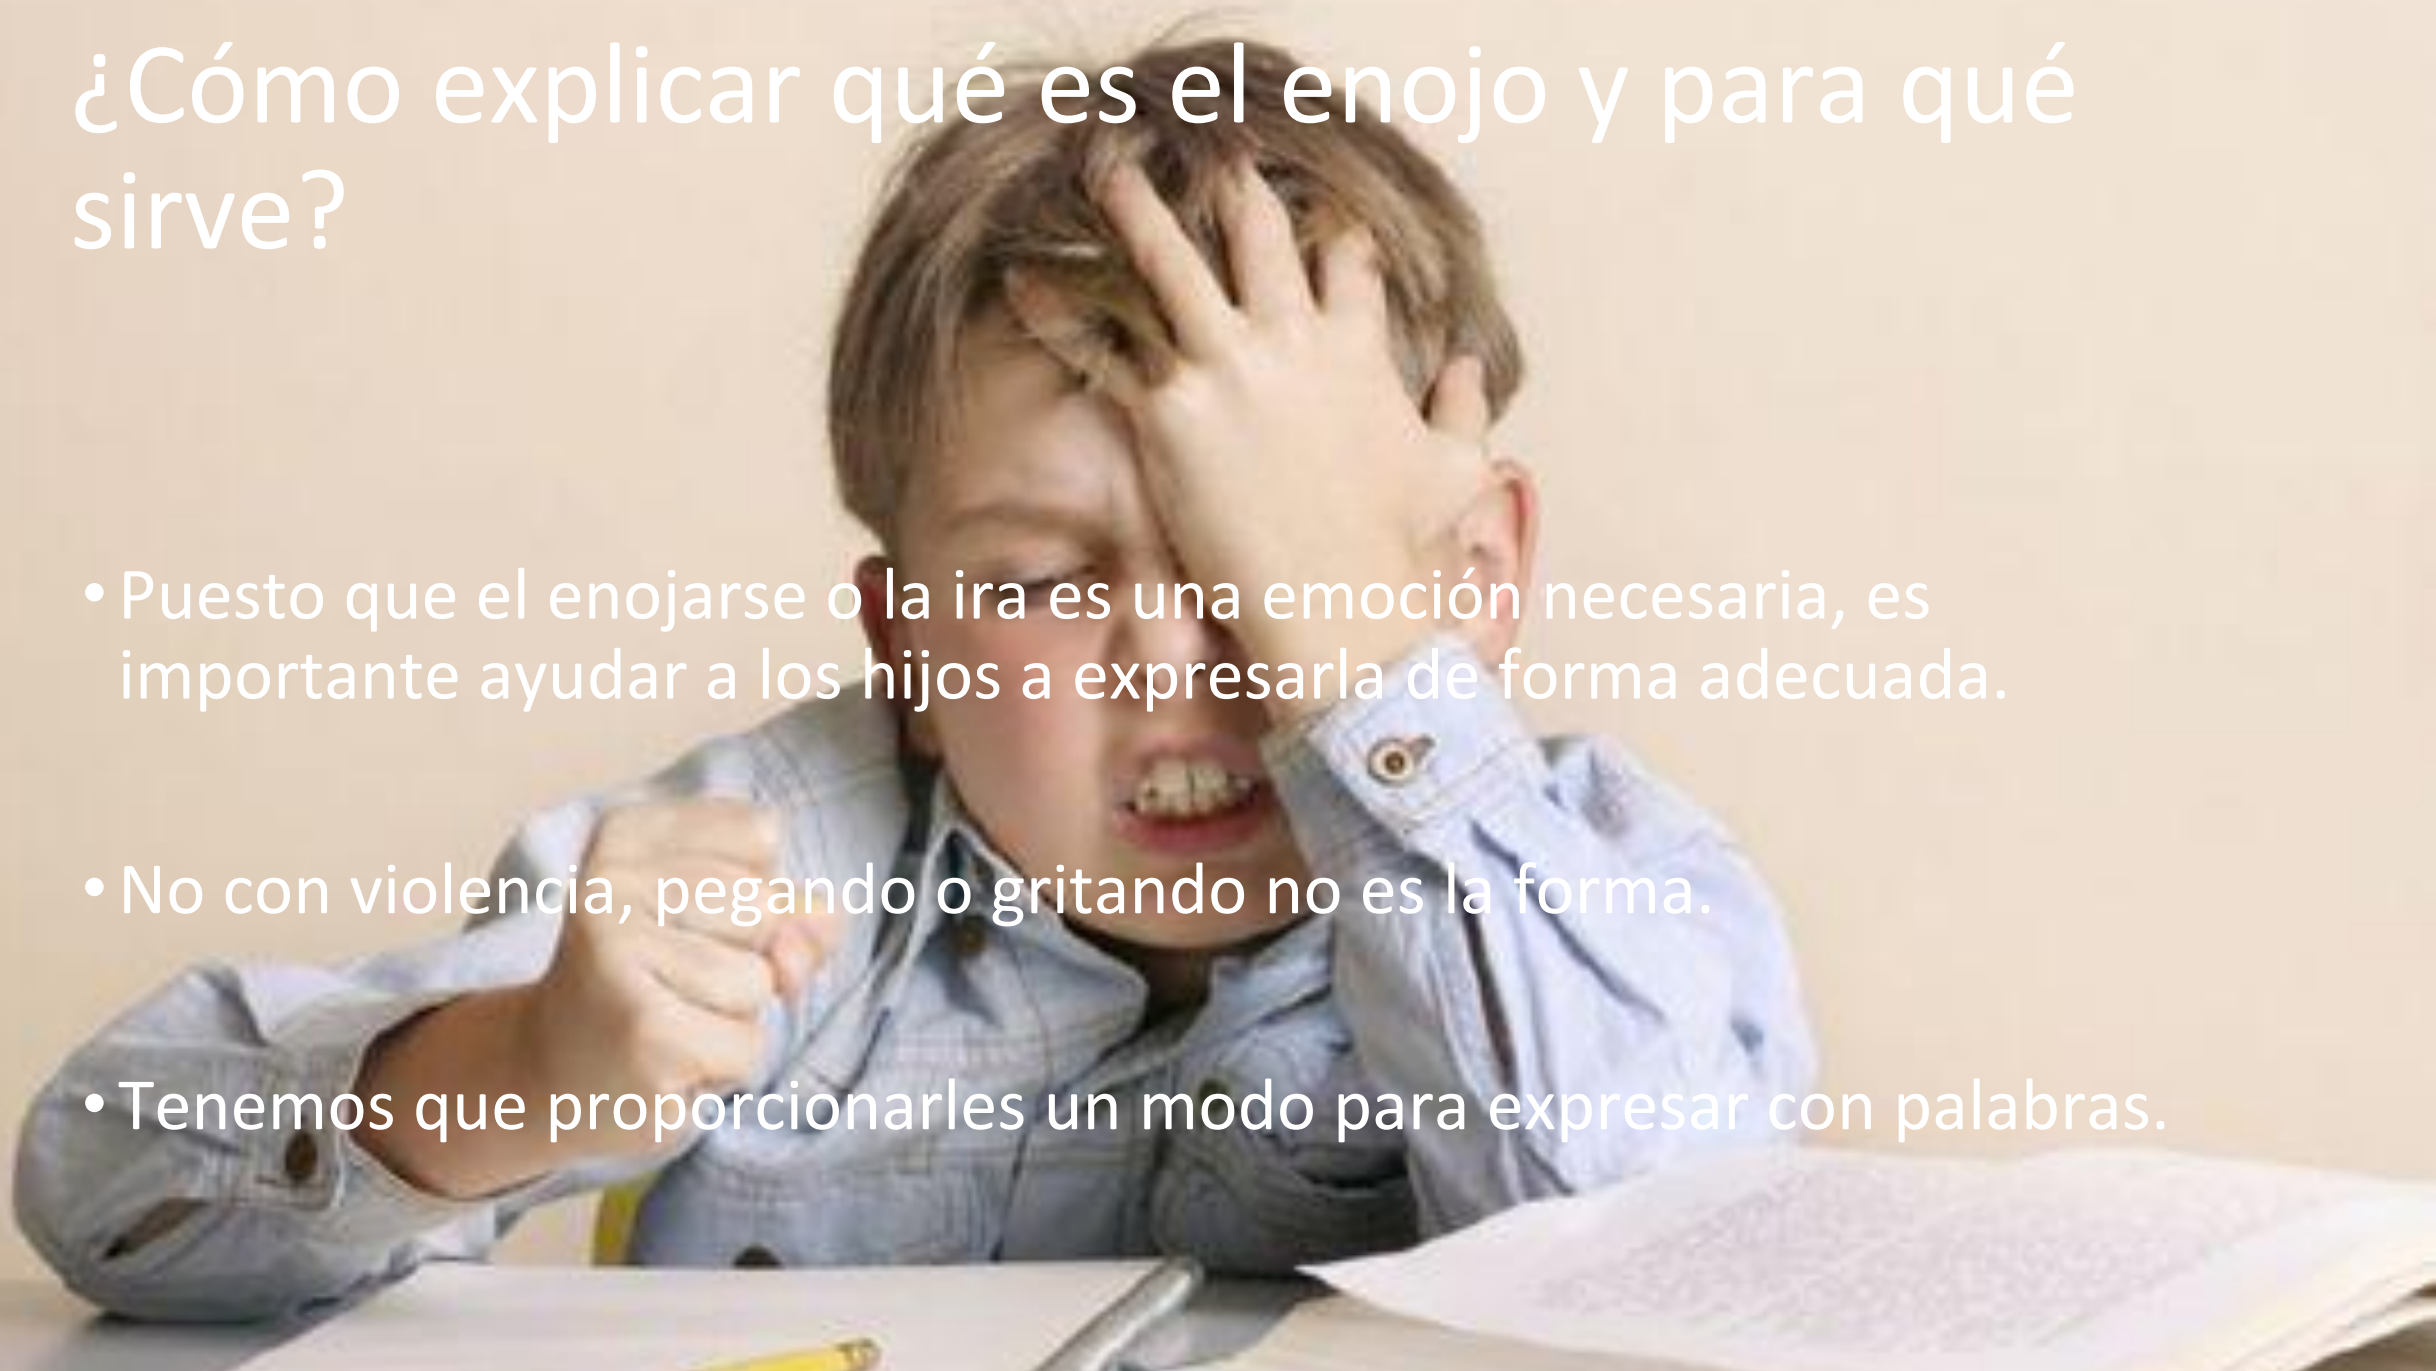 ¿Cómo explicar qué es el enojo y para qué
sirve?
• Puesto que el enojarse o la ira es una emoción necesaria, es
importante ayudar a los hijos a expresarla de forma adecuada.
• No con violencia, pegando o gritando no es la forma.
• Tenemos que proporcionarles un modo para expresar con palabras.